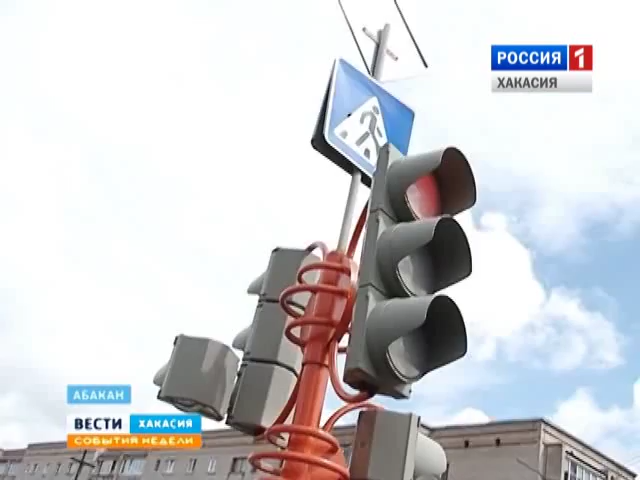 РОССИЯ 1
ХАКАСИЯ
АБАКАН
ВЕСТИ ХАКАСИЯ
СОБЫТИЯ НЕДЕЛИ